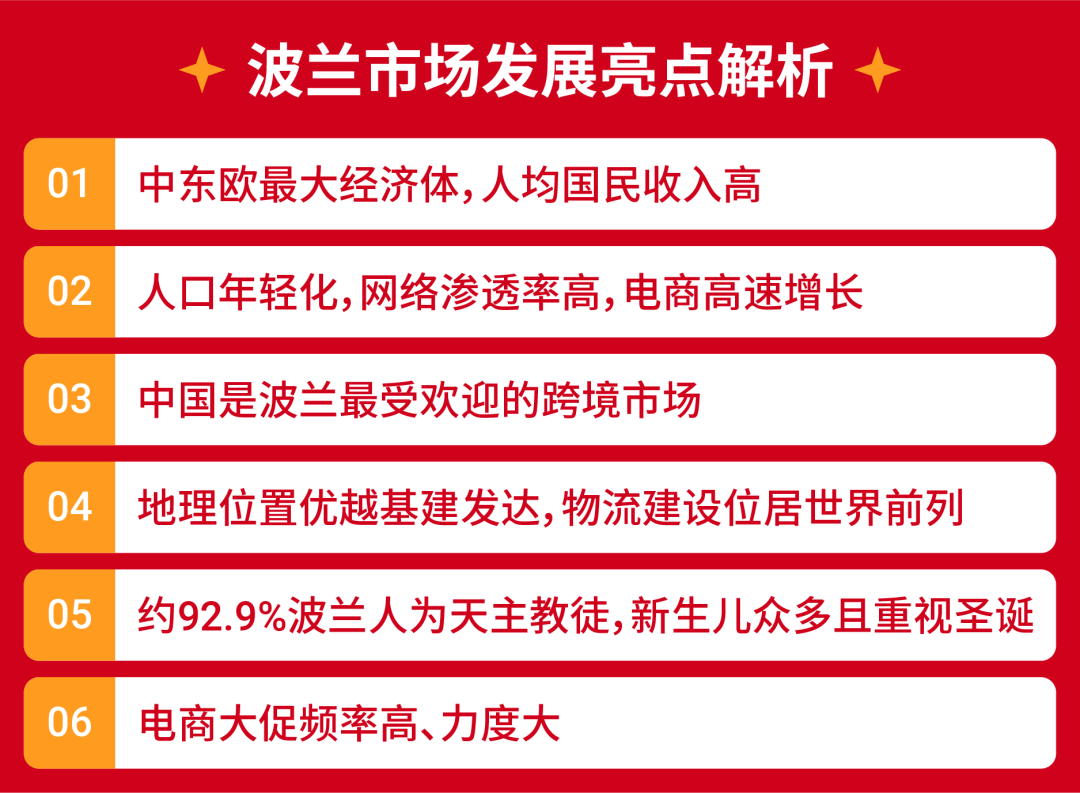 波兰市场发展亮点解析
01 中东欧最大经济体，人均国民收入高
02 人口年轻化，网络渗透率高，电商高速增长
03 中国是波兰最受欢迎的跨境市场
04 地理位置优越基建发达，物流建设位居世界前列
05 约92.9%波兰人为天主教徒，新生儿众多且重视圣诞
06 电商大促频率高、力度大